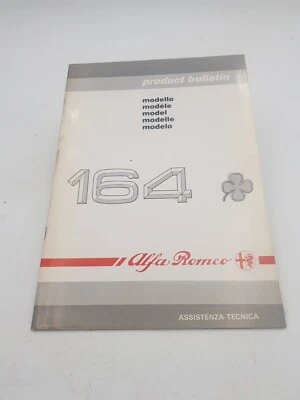 product bulletin
modello
modèle
model
modelle
modelo
164
Alfa Romeo
ASSISTENZA TECNICA